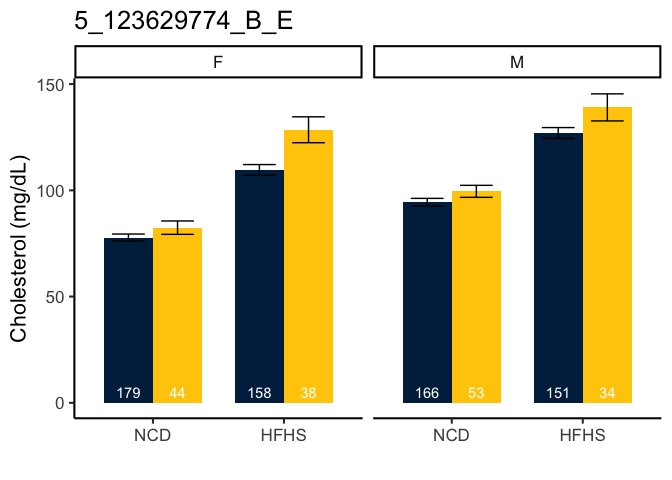 5_123629774_B_E
F
M
Cholesterol (mg/dL)
150
100
50
0
179
44
158
38
166
53
151
34
NCD
HFHS
NCD
HFHS